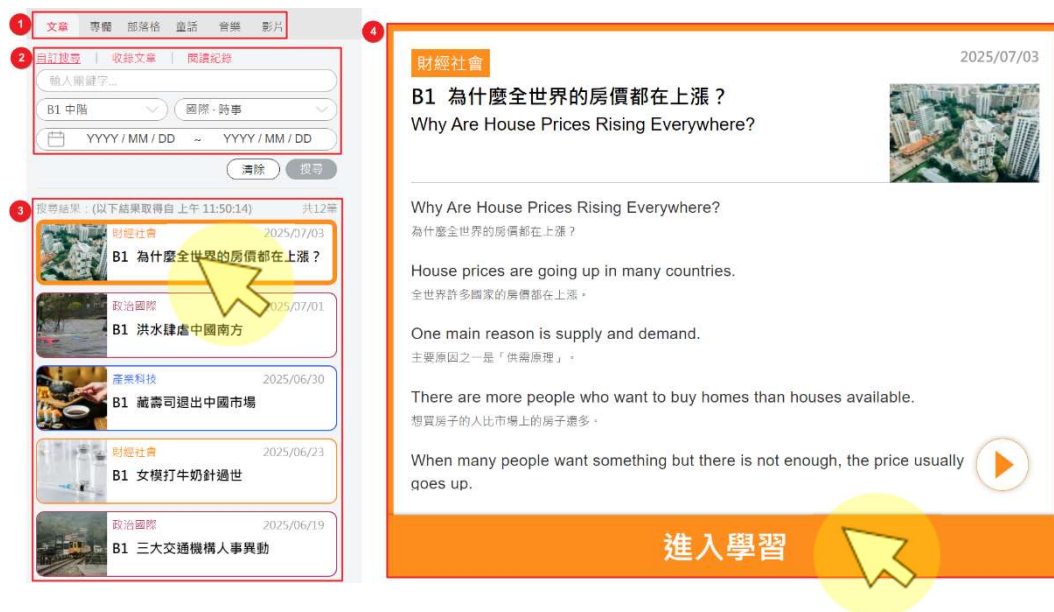 1
文章 專欄 部落格 童話 音樂 影片
2
自訂搜尋 | 收錄文章 | 閱讀紀錄
輸入關鍵字...
B1 中階 國際 · 時事
YYYY / MM / DD ~ YYYY / MM / DD
清除 搜尋
3
搜尋結果：(以下結果取得自 上午 11:50:14) 共12筆
財經社會 2025/07/03
B1 為什麼全世界的房價都在上漲？
政治國際 2025/07/01
B1 洪水肆虐中國南方
產業科技 2025/06/30
B1 藏壽司退出中國市場
財經社會 2025/06/23
B1 女模打牛奶針過世
政治國際 2025/06/19
B1 三大交通機構人事異動
4
財經社會 2025/07/03
B1 為什麼全世界的房價都在上漲？
Why Are House Prices Rising Everywhere?
Why Are House Prices Rising Everywhere?
為什麼全世界的房價都在上漲？
House prices are going up in many countries.
全世界許多國家的房價都在上漲。
One main reason is supply and demand.
主要原因之一是「供需原理」。
There are more people who want to buy homes than houses available.
想買房子的人比市場上的房子還多。
When many people want something but there is not enough, the price usually
goes up.
進入學習